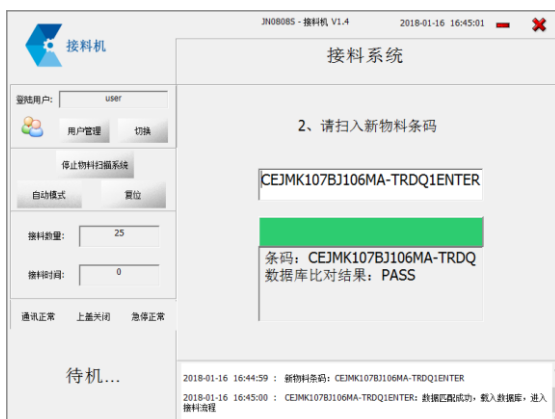 JN0808S - 接料机 V1.4
2018-01-16 16:45:01
接料机
接料系统
登陆用户:
user
用户管理
切换
停止物料扫描系统
自动模式
复位
接料数量:
25
接料时间:
0
通讯正常
上盖关闭
急停正常
待机...
2、请扫入新物料条码
CEJMK107BJ106MA-TRDQ1ENTER
条码: CEJMK107BJ106MA-TRDQ
数据库比对结果: PASS
2018-01-16 16:44:59 : 新物料条码: CEJMK107BJ106MA-TRDQ1ENTER
2018-01-16 16:45:00 : CEJMK107BJ106MA-TRDQ1ENTER: 数据匹配成功, 载入数据库, 进入
接料流程